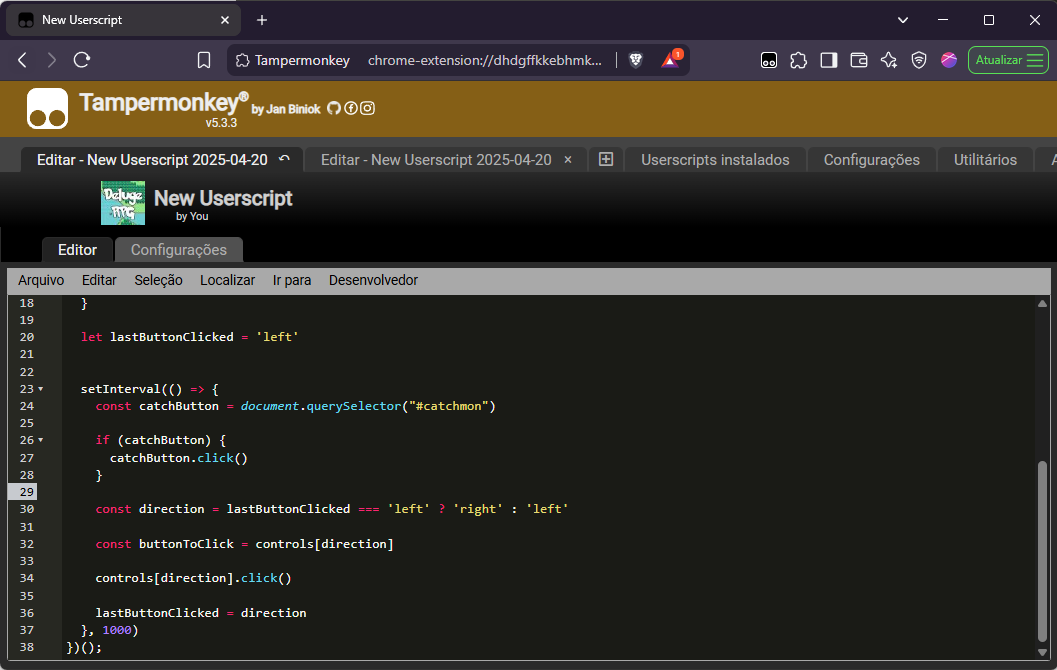 New Userscript
Tampermonkey chrome-extension://dhdgffkkebhmk... 1 Atualizar
Tampermonkey® by Jan Biniok
v5.3.3
Editar - New Userscript 2025-04-20 Editar - New Userscript 2025-04-20 Userscripts instalados Configurações Utilitários
Deluge RPG
New Userscript
by You
Editor Configurações
Arquivo Editar Seleção Localizar Ir para Desenvolvedor
18 }
19
20 let lastButtonClicked = 'left'
21
22
23 setInterval(() => {
24 const catchButton = document.querySelector("#catchmon")
25
26 if (catchButton) {
27 catchButton.click()
28 }
29
30 const direction = lastButtonClicked === 'left' ? 'right' : 'left'
31
32 const buttonToClick = controls[direction]
33
34 controls[direction].click()
35
36 lastButtonClicked = direction
37 }, 1000)
38 })();